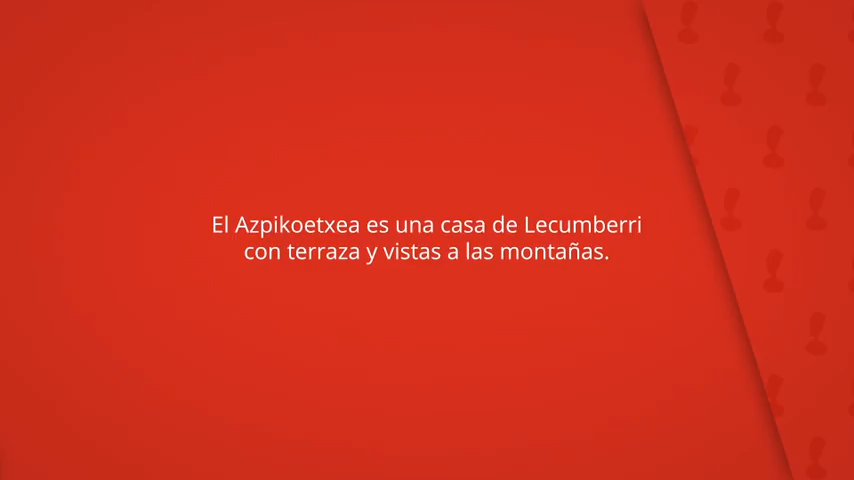 El Azpikoetxea es una casa de Lecumberri
con terraza y vistas a las montañas.